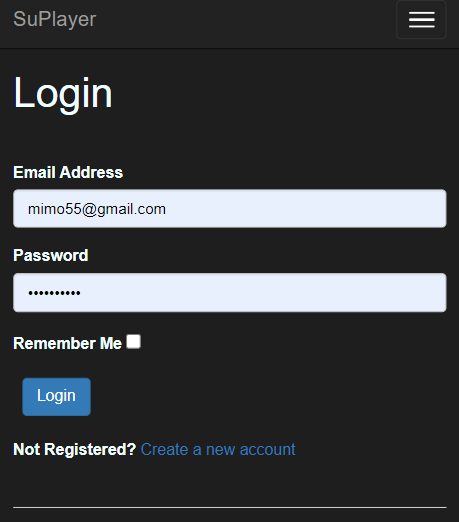 SuPlayer
Login
Email Address
mimo55@gmail.com
Password
••••••••••
Remember Me
Login
Not Registered? Create a new account